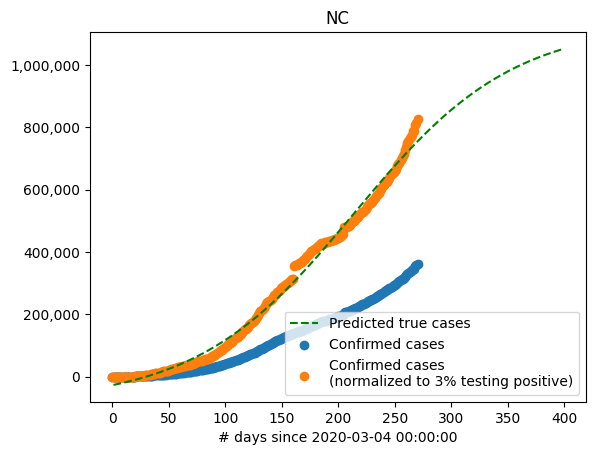 NC
1,000,000
800,000
600,000
400,000
200,000
0
Predicted true cases
Confirmed cases
Confirmed cases
(normalized to 3% testing positive)
0 50 100 150 200 250 300 350 400
# days since 2020-03-04 00:00:00